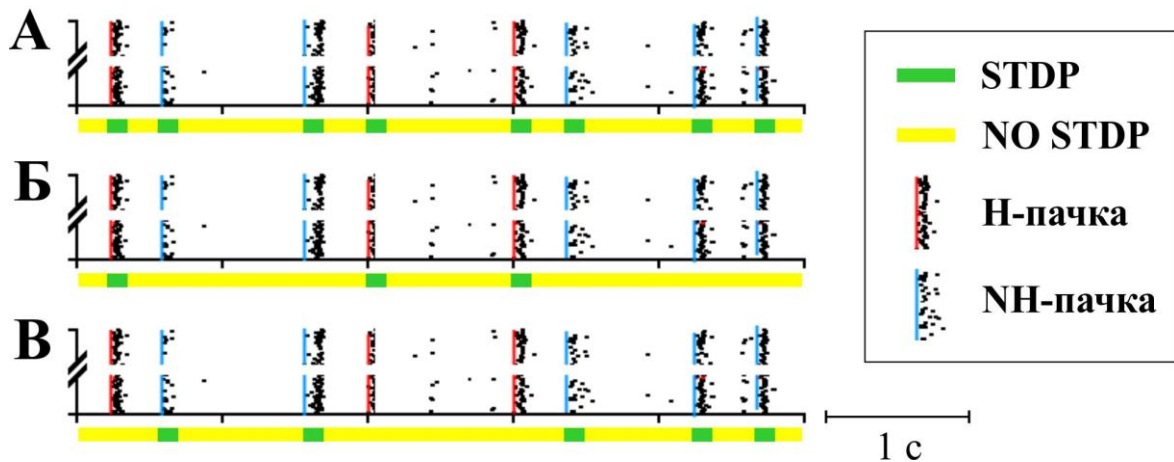 А
Б
В
STDP
NO STDP
Н-пачка
NH-пачка
1 с